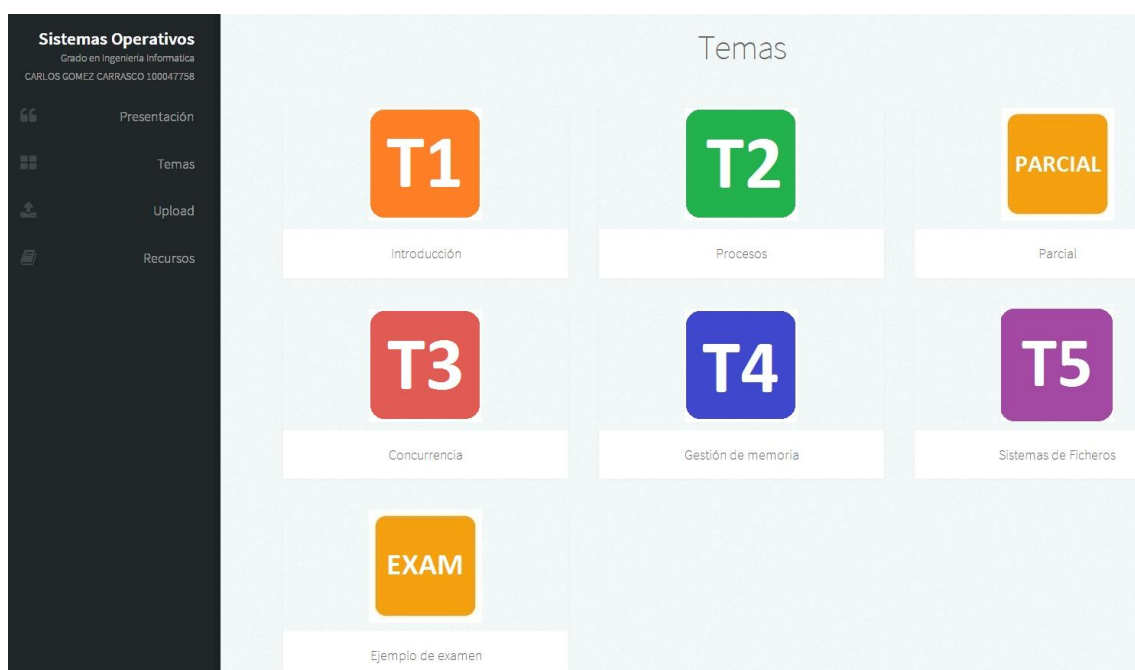 Sistemas Operativos
Grado en Ingeniería Informatica
CARLOS GOMEZ CARRASCO 100047758
Presentación
Temas
Upload
Recursos
Temas
T1
T2
PARCIAL
Introducción
Procesos
Parcial
T3
T4
T5
Concurrencia
Gestión de memoria
Sistemas de Ficheros
EXAM
Ejemplo de examen